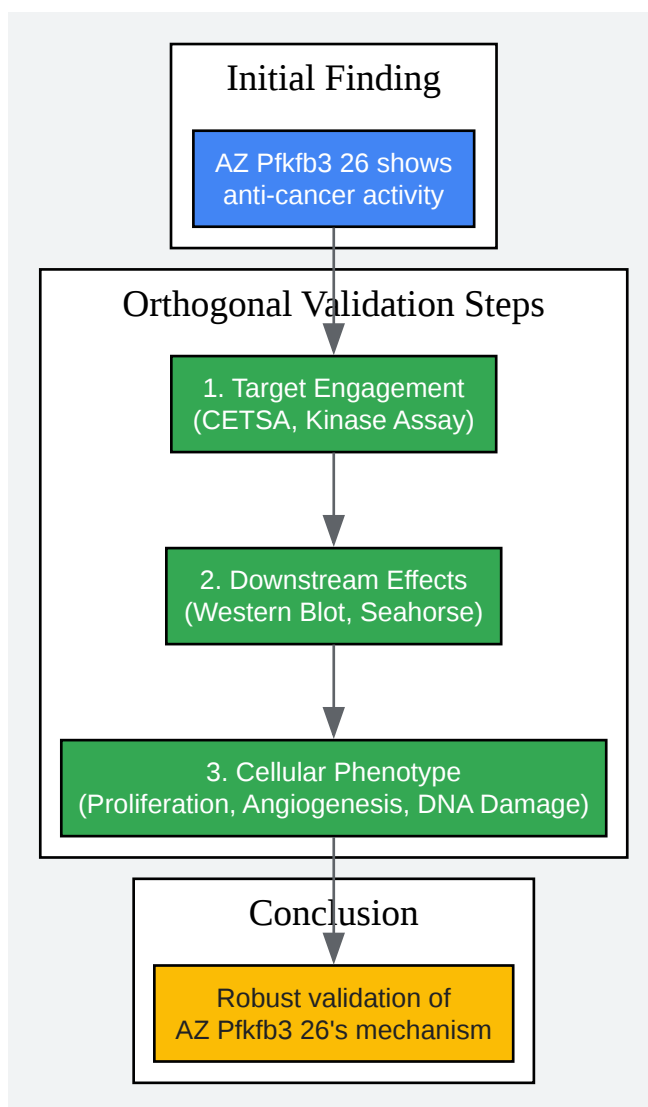 Initial Finding
AZ Pfkfb3 26 shows
anti-cancer activity
Orthogonal Validation Steps
1. Target Engagement
(CETSA, Kinase Assay)
2. Downstream Effects
(Western Blot, Seahorse)
3. Cellular Phenotype
(Proliferation, Angiogenesis, DNA Damage)
Conclusion
Robust validation of
AZ Pfkfb3 26's mechanism